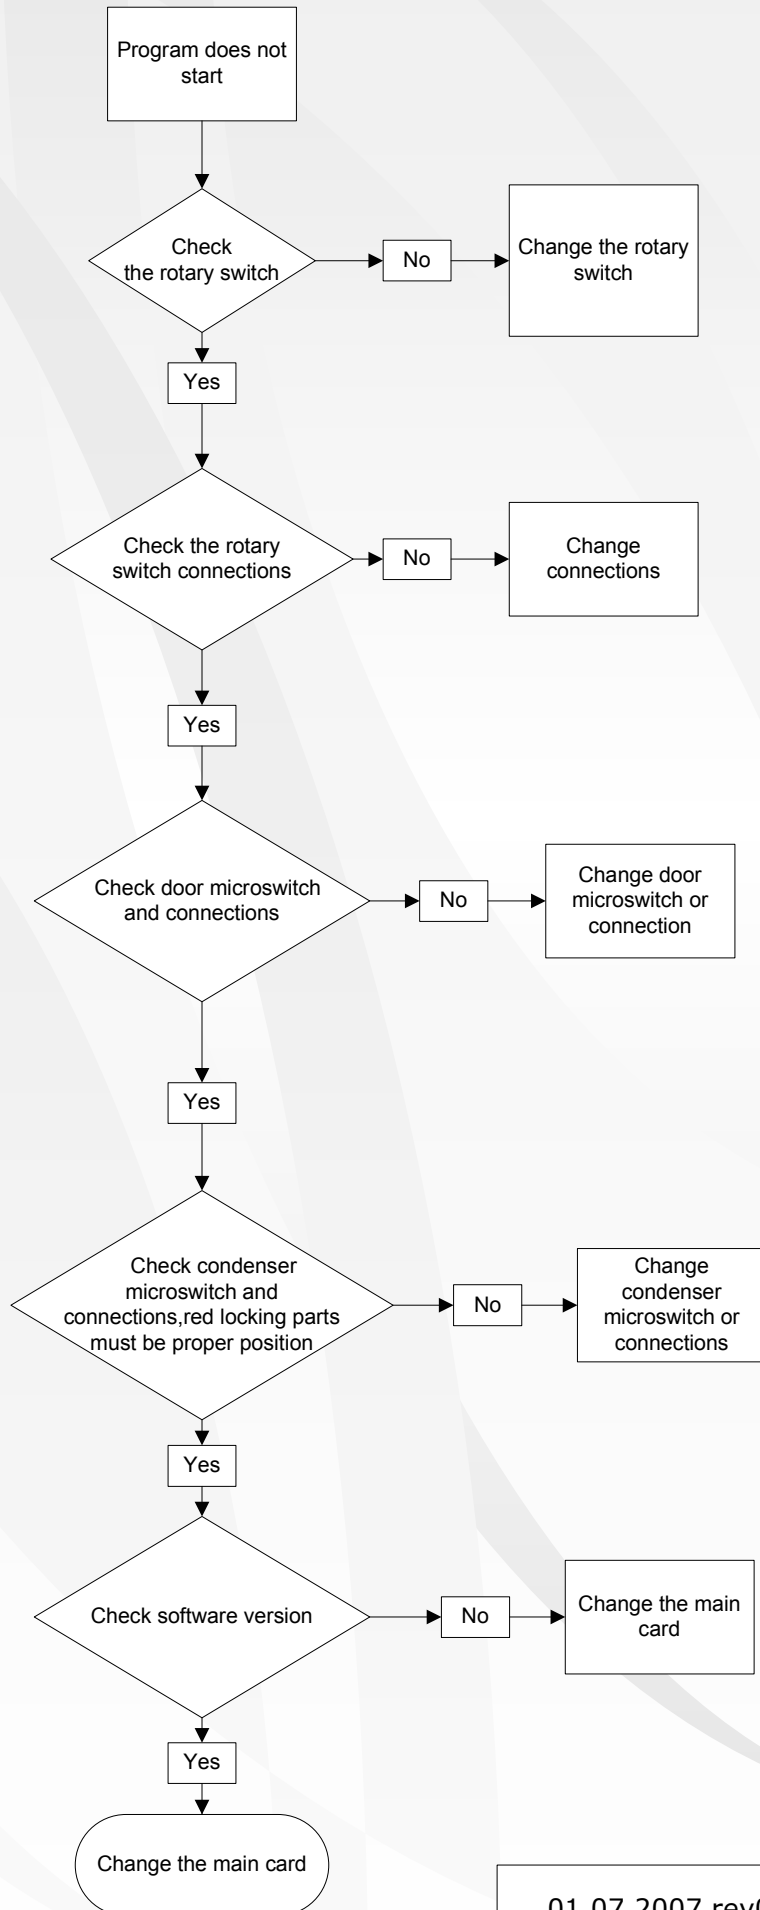 Program does not
start
Check
the rotary switch
No
Change the rotary
switch
Yes
Check the rotary
switch connections
No
Change
connections
Yes
Check door microswitch
and connections
No
Change door
microswitch or
connection
Yes
Check condenser
microswitch and
connections,red locking parts
must be proper position
No
Change
condenser
microswitch or
connections
Yes
Check software version
No
Change the main
card
Yes
Change the main card
01.07.2007